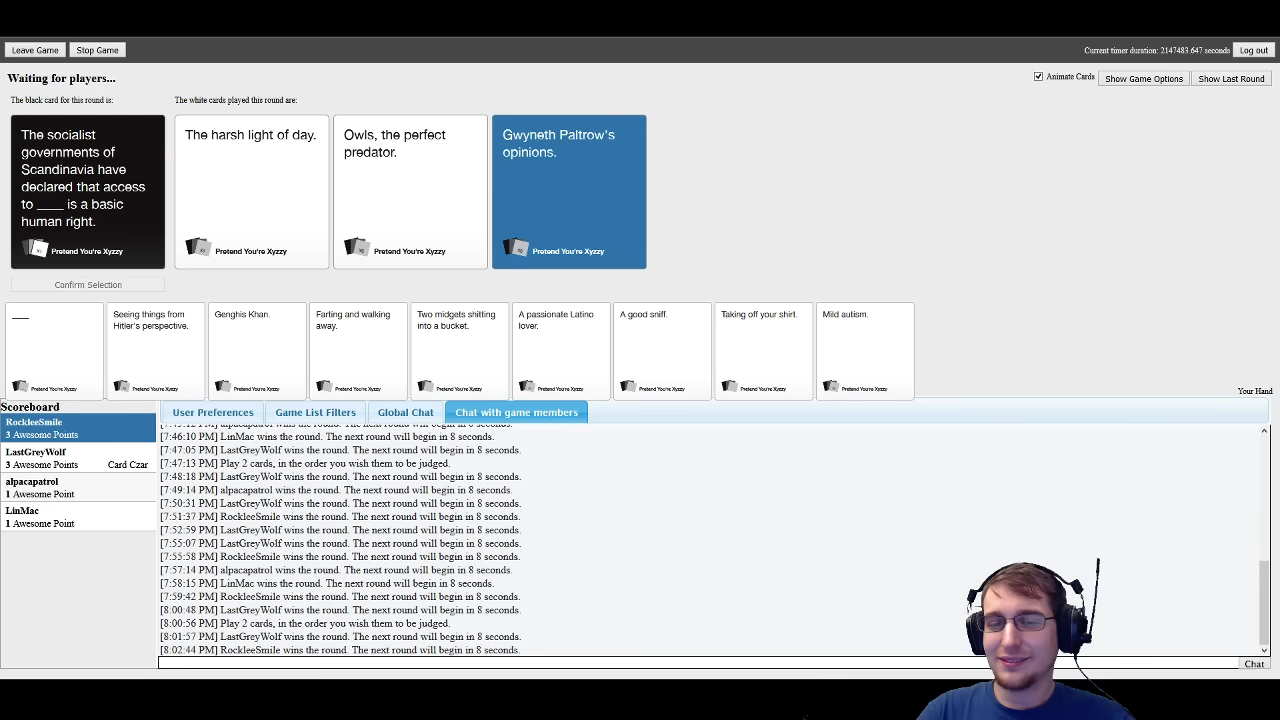 Leave Game
Stop Game
Current timer duration: 2147483.647 seconds
Log out
Waiting for players...
Animate Cards
Show Game Options
Show Last Round
The black card for this round is:
The white cards played this round are:
The socialist
governments of
Scandinavia have
declared that access
to ____ is a basic
human right.
Pretend You're Xyzzy
The harsh light of day.
Pretend You're Xyzzy
Owls, the perfect
predator.
Pretend You're Xyzzy
Gwyneth Paltrow's
opinions.
Pretend You're Xyzzy
Confirm Selection
____
Pretend You're Xyzzy
Seeing things from
Hitler's perspective.
Pretend You're Xyzzy
Genghis Khan.
Pretend You're Xyzzy
Farting and walking
away.
Pretend You're Xyzzy
Two midgets shitting
into a bucket.
Pretend You're Xyzzy
A passionate Latino
lover.
Pretend You're Xyzzy
A good sniff.
Pretend You're Xyzzy
Taking off your shirt.
Pretend You're Xyzzy
Mild autism.
Pretend You're Xyzzy
Your Hand
Scoreboard
RockleeSmile
3 Awesome Points
LastGreyWolf
3 Awesome Points Card Czar
alpacapatrol
1 Awesome Point
LinMac
1 Awesome Point
User Preferences
Game List Filters
Global Chat
Chat with game members
[7:46:10 PM] LinMac wins the round. The next round will begin in 8 seconds.
[7:47:05 PM] LastGreyWolf wins the round. The next round will begin in 8 seconds.
[7:47:13 PM] Play 2 cards, in the order you wish them to be judged.
[7:48:18 PM] LastGreyWolf wins the round. The next round will begin in 8 seconds.
[7:49:14 PM] alpacapatrol wins the round. The next round will begin in 8 seconds.
[7:50:31 PM] LastGreyWolf wins the round. The next round will begin in 8 seconds.
[7:51:37 PM] RockleeSmile wins the round. The next round will begin in 8 seconds.
[7:52:59 PM] LastGreyWolf wins the round. The next round will begin in 8 seconds.
[7:55:07 PM] LastGreyWolf wins the round. The next round will begin in 8 seconds.
[7:55:58 PM] RockleeSmile wins the round. The next round will begin in 8 seconds.
[7:57:14 PM] alpacapatrol wins the round. The next round will begin in 8 seconds.
[7:58:15 PM] LinMac wins the round. The next round will begin in 8 seconds.
[7:59:42 PM] RockleeSmile wins the round. The next round will begin in 8 seconds.
[8:00:48 PM] LastGreyWolf wins the round. The next round will begin in 8 seconds.
[8:00:56 PM] Play 2 cards, in the order you wish them to be judged.
[8:01:57 PM] LastGreyWolf wins the round. The next round will begin in 8 seconds.
[8:02:44 PM] RockleeSmile wins the round. The next round will begin in 8 seconds.
Chat